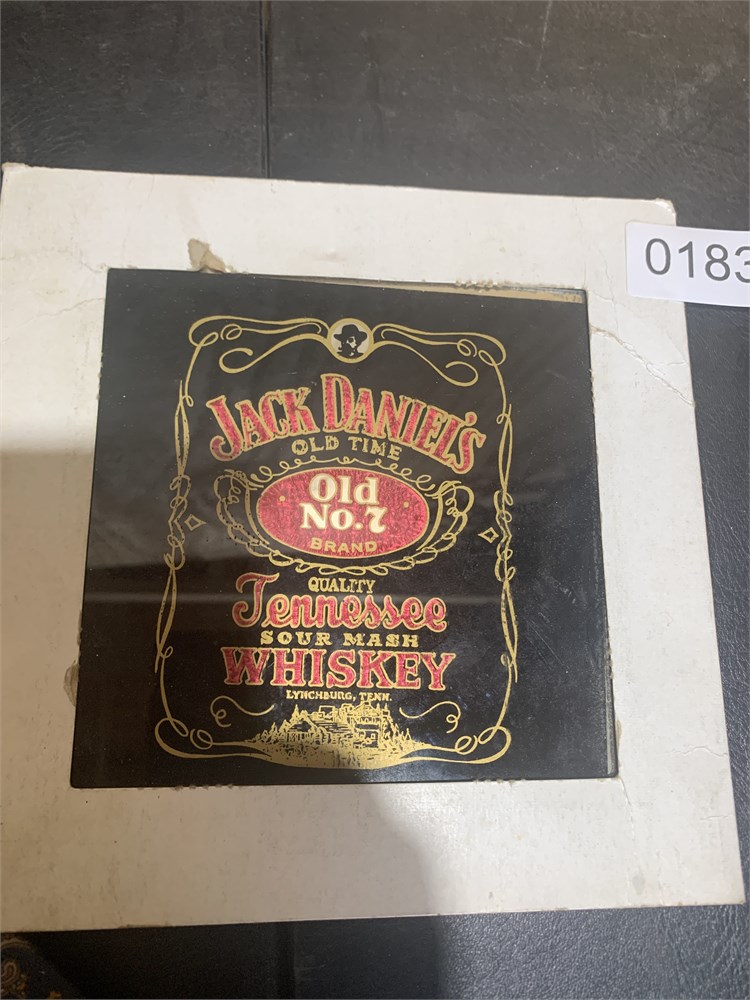 0183
JACK DANIEL'S
OLD TIME
Old
No.7
BRAND
QUALITY
Tennessee
SOUR MASH
WHISKEY
LYNCHBURG, TENN.